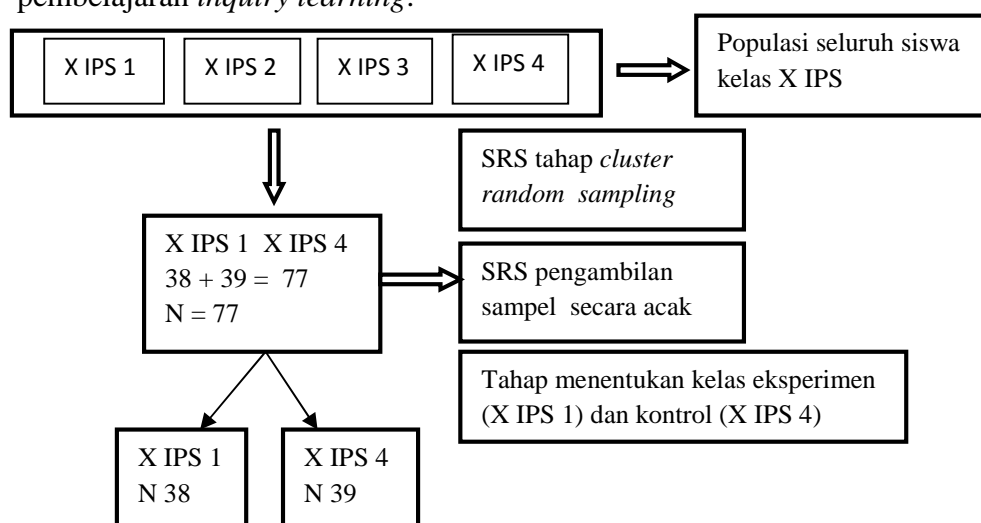 pembelajaran inquiry learning.
X IPS 1
X IPS 2
X IPS 3
X IPS 4
Populasi seluruh siswa
kelas X IPS
SRS tahap cluster
random sampling
X IPS 1 X IPS 4
38 + 39 = 77
N = 77
SRS pengambilan
sampel secara acak
Tahap menentukan kelas eksperimen
(X IPS 1) dan kontrol (X IPS 4)
X IPS 1
N 38
X IPS 4
N 39